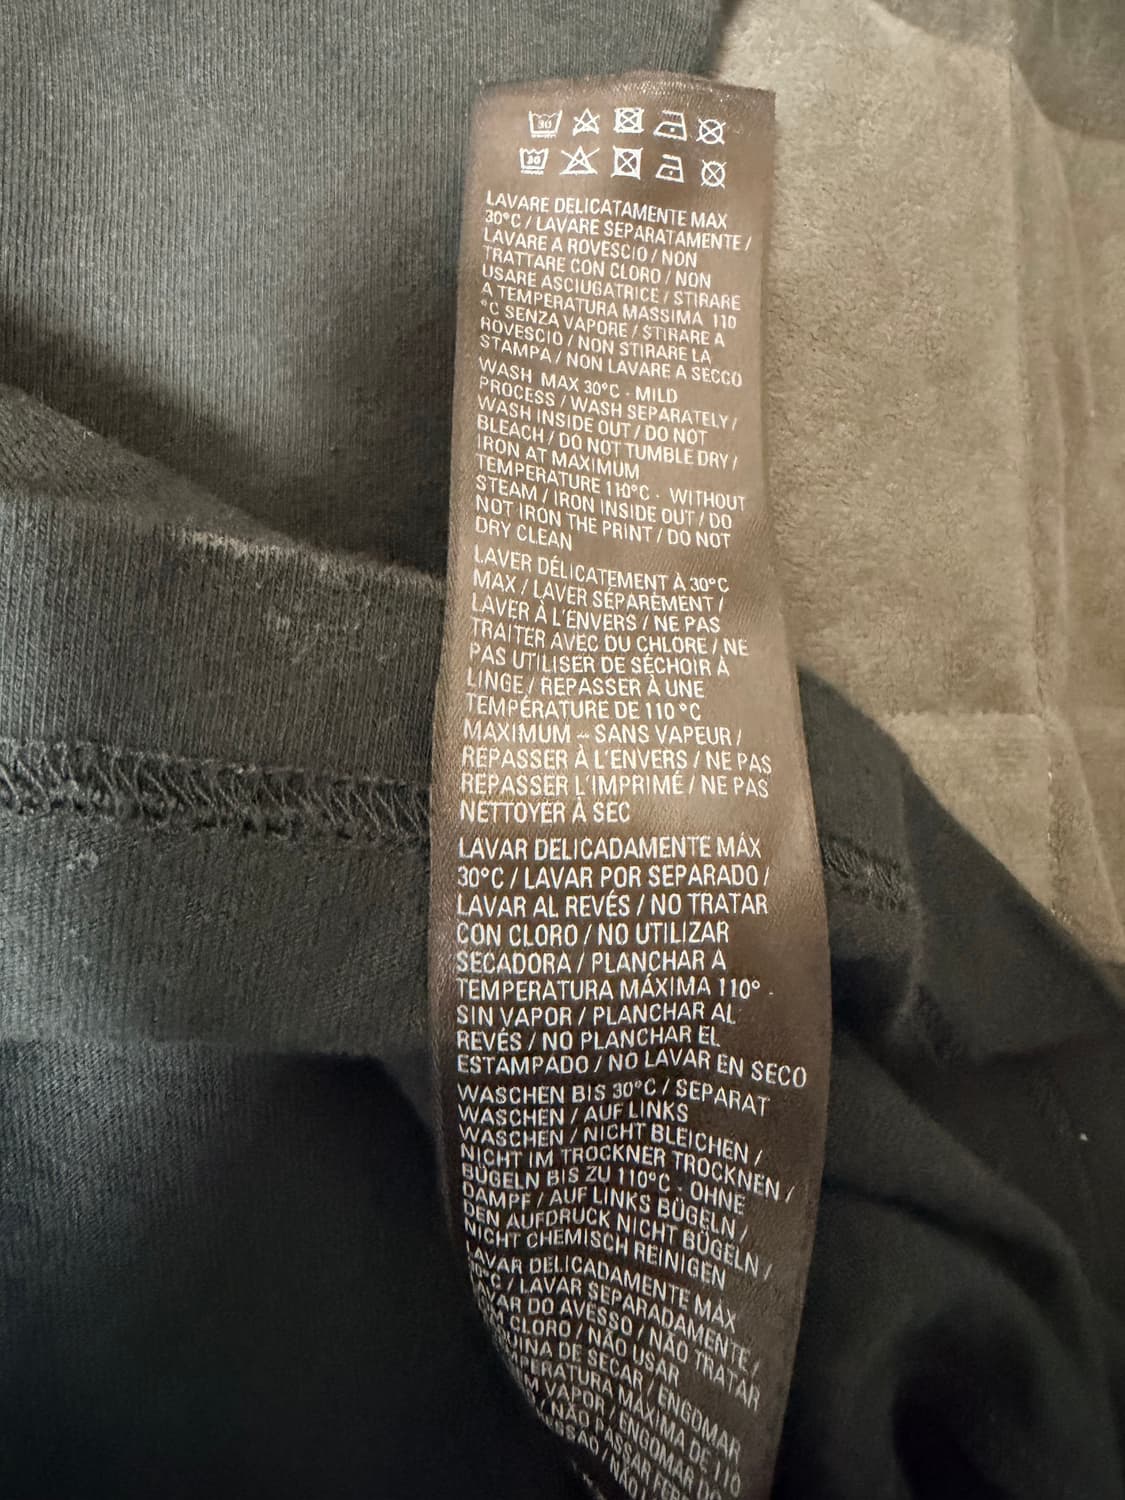 30
30
LAVARE DELICATAMENTE MAX
30°C / LAVARE SEPARATAMENTE /
LAVARE A ROVESCIO / NON
TRATTARE CON CLORO / NON
USARE ASCIUGATRICE / STIRARE
A TEMPERATURA MASSIMA 110
°C SENZA VAPORE / STIRARE A
ROVESCIO / NON STIRARE LA
STAMPA / NON LAVARE A SECCO
WASH MAX 30°C - MILD
PROCESS / WASH SEPARATELY /
WASH INSIDE OUT / DO NOT
BLEACH / DO NOT TUMBLE DRY /
IRON AT MAXIMUM
TEMPERATURE 110°C - WITHOUT
STEAM / IRON INSIDE OUT / DO
NOT IRON THE PRINT / DO NOT
DRY CLEAN
LAVER DÉLICATEMENT À 30°C
MAX / LAVER SÉPARÉMENT /
LAVER À L'ENVERS / NE PAS
TRAITER AVEC DU CHLORE / NE
PAS UTILISER DE SÉCHOIR À
LINGE / REPASSER À UNE
TEMPÉRATURE DE 110 °C
MAXIMUM – SANS VAPEUR /
REPASSER À L'ENVERS / NE PAS
REPASSER L'IMPRIMÉ / NE PAS
NETTOYER À SEC
LAVAR DELICADAMENTE MÁX
30°C / LAVAR POR SEPARADO /
LAVAR AL REVÉS / NO TRATAR
CON CLORO / NO UTILIZAR
SECADORA / PLANCHAR A
TEMPERATURA MÁXIMA 110° -
SIN VAPOR / PLANCHAR AL
REVÉS / NO PLANCHAR EL
ESTAMPADO / NO LAVAR EN SECO
WASCHEN BIS 30°C / SEPARAT
WASCHEN / AUF LINKS
WASCHEN / NICHT BLEICHEN /
NICHT IM TROCKNER TROCKNEN /
BÜGELN BIS ZU 110°C - OHNE
DAMPF / AUF LINKS BÜGELN /
DEN AUFDRUCK NICHT BÜGELN /
NICHT CHEMISCH REINIGEN
LAVAR DELICADAMENTE MÁX
30°C / LAVAR SEPARADAMENTE /
LAVAR DO AVESSO / NÃO TRATAR
CLORO / NÃO USAR
DE SECAR / ENGOMAR
MÁXIMA DE 110
VAPOR / ENGOMAR DO
/ NÃO PASSAR
/ NÃO